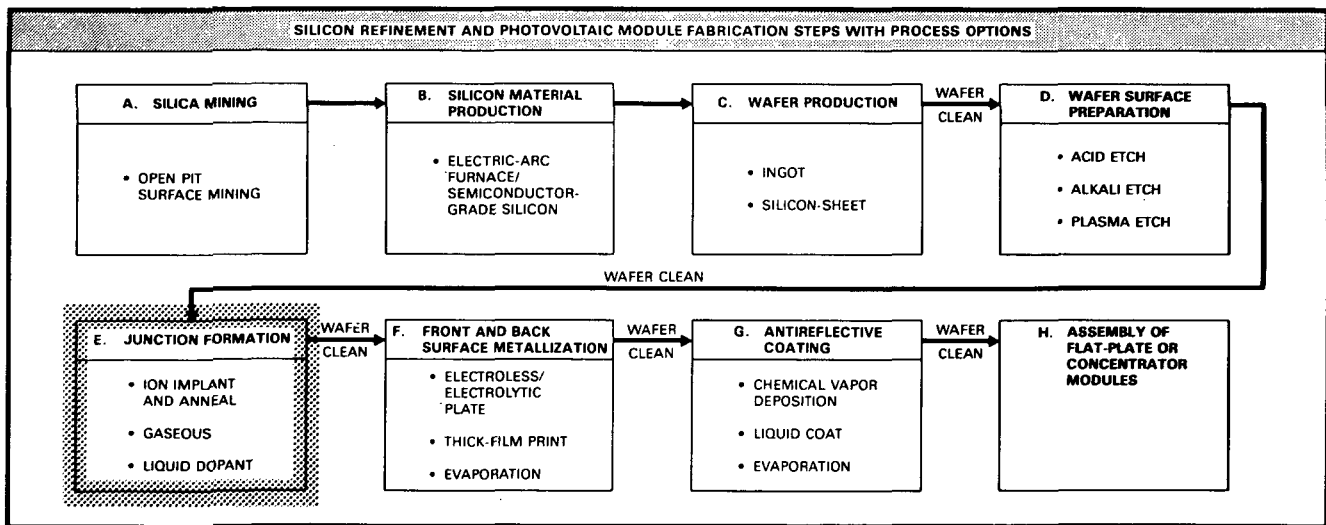 SILICON REFINEMENT AND PHOTOVOLTAIC MODULE FABRICATION STEPS WITH PROCESS OPTIONS
A. SILICA MINING
• OPEN PIT
SURFACE MINING
B. SILICON MATERIAL
PRODUCTION
• ELECTRIC-ARC
FURNACE/
SEMICONDUCTOR-
GRADE SILICON
C. WAFER PRODUCTION
• INGOT
• SILICON-SHEET
WAFER
CLEAN
D. WAFER SURFACE
PREPARATION
• ACID ETCH
• ALKALI ETCH
• PLASMA ETCH
WAFER CLEAN
E. JUNCTION FORMATION
• ION IMPLANT
AND ANNEAL
• GASEOUS
• LIQUID DOPANT
WAFER
CLEAN
F. FRONT AND BACK
SURFACE METALLIZATION
• ELECTROLESS/
ELECTROLYTIC
PLATE
• THICK-FILM PRINT
• EVAPORATION
WAFER
CLEAN
G. ANTIREFLECTIVE
COATING
• CHEMICAL VAPOR
DEPOSITION
• LIQUID COAT
• EVAPORATION
WAFER
CLEAN
H. ASSEMBLY OF
FLAT-PLATE OR
CONCENTRATOR
MODULES